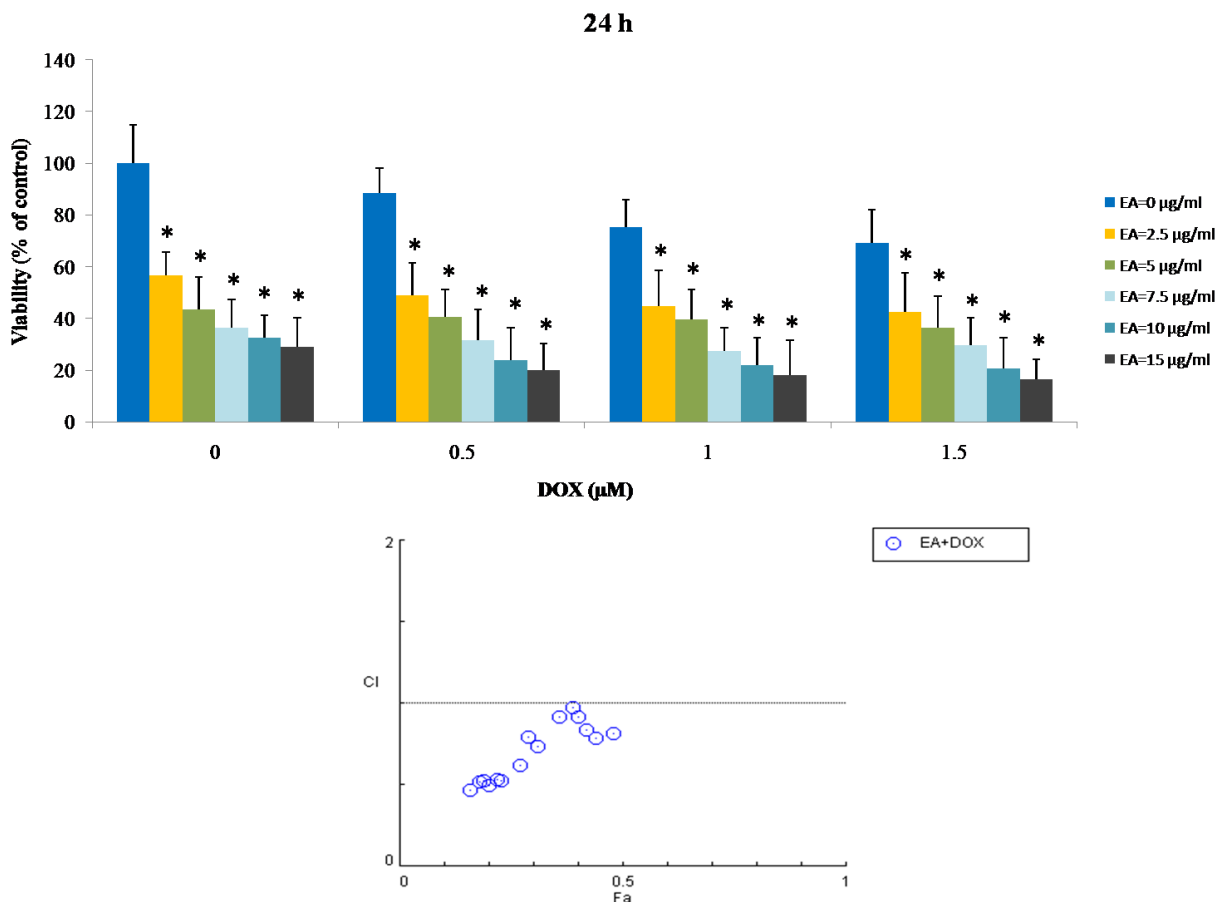 24 h
140
120
100
80
60
40
20
0
Viability (% of control)
* * * * *
* * * * *
* * * * *
* * * * *
0 0.5 1 1.5
DOX (µM)
EA=0 µg/ml
EA=2.5 µg/ml
EA=5 µg/ml
EA=7.5 µg/ml
EA=10 µg/ml
EA=15 µg/ml
2
CI
0
0 0.5 1
Fa
EA+DOX